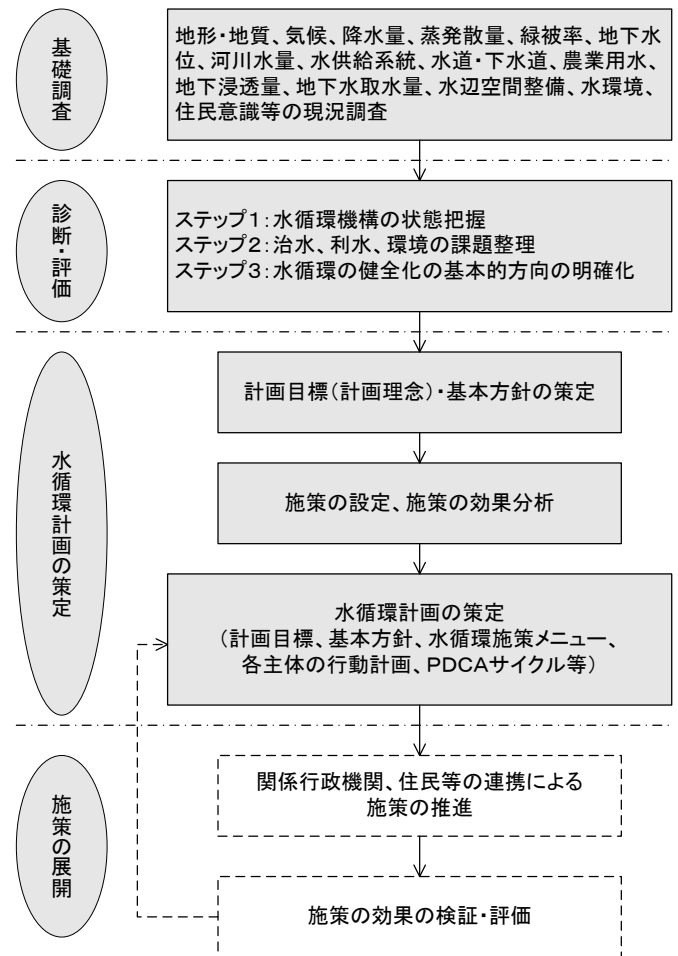 基礎調査
地形・地質、気候、降水量、蒸発散量、緑被率、地下水
位、河川水量、水供給系統、水道・下水道、農業用水、
地下浸透量、地下水取水量、水辺空間整備、水環境、
住民意識等の現況調査
診断・評価
ステップ1：水循環機構の状態把握
ステップ2：治水、利水、環境の課題整理
ステップ3：水循環の健全化の基本的方向の明確化
水循環計画の策定
計画目標（計画理念）・基本方針の策定
施策の設定、施策の効果分析
水循環計画の策定
（計画目標、基本方針、水循環施策メニュー、
各主体の行動計画、PDCAサイクル等）
施策の展開
関係行政機関、住民等の連携による
施策の推進
施策の効果の検証・評価